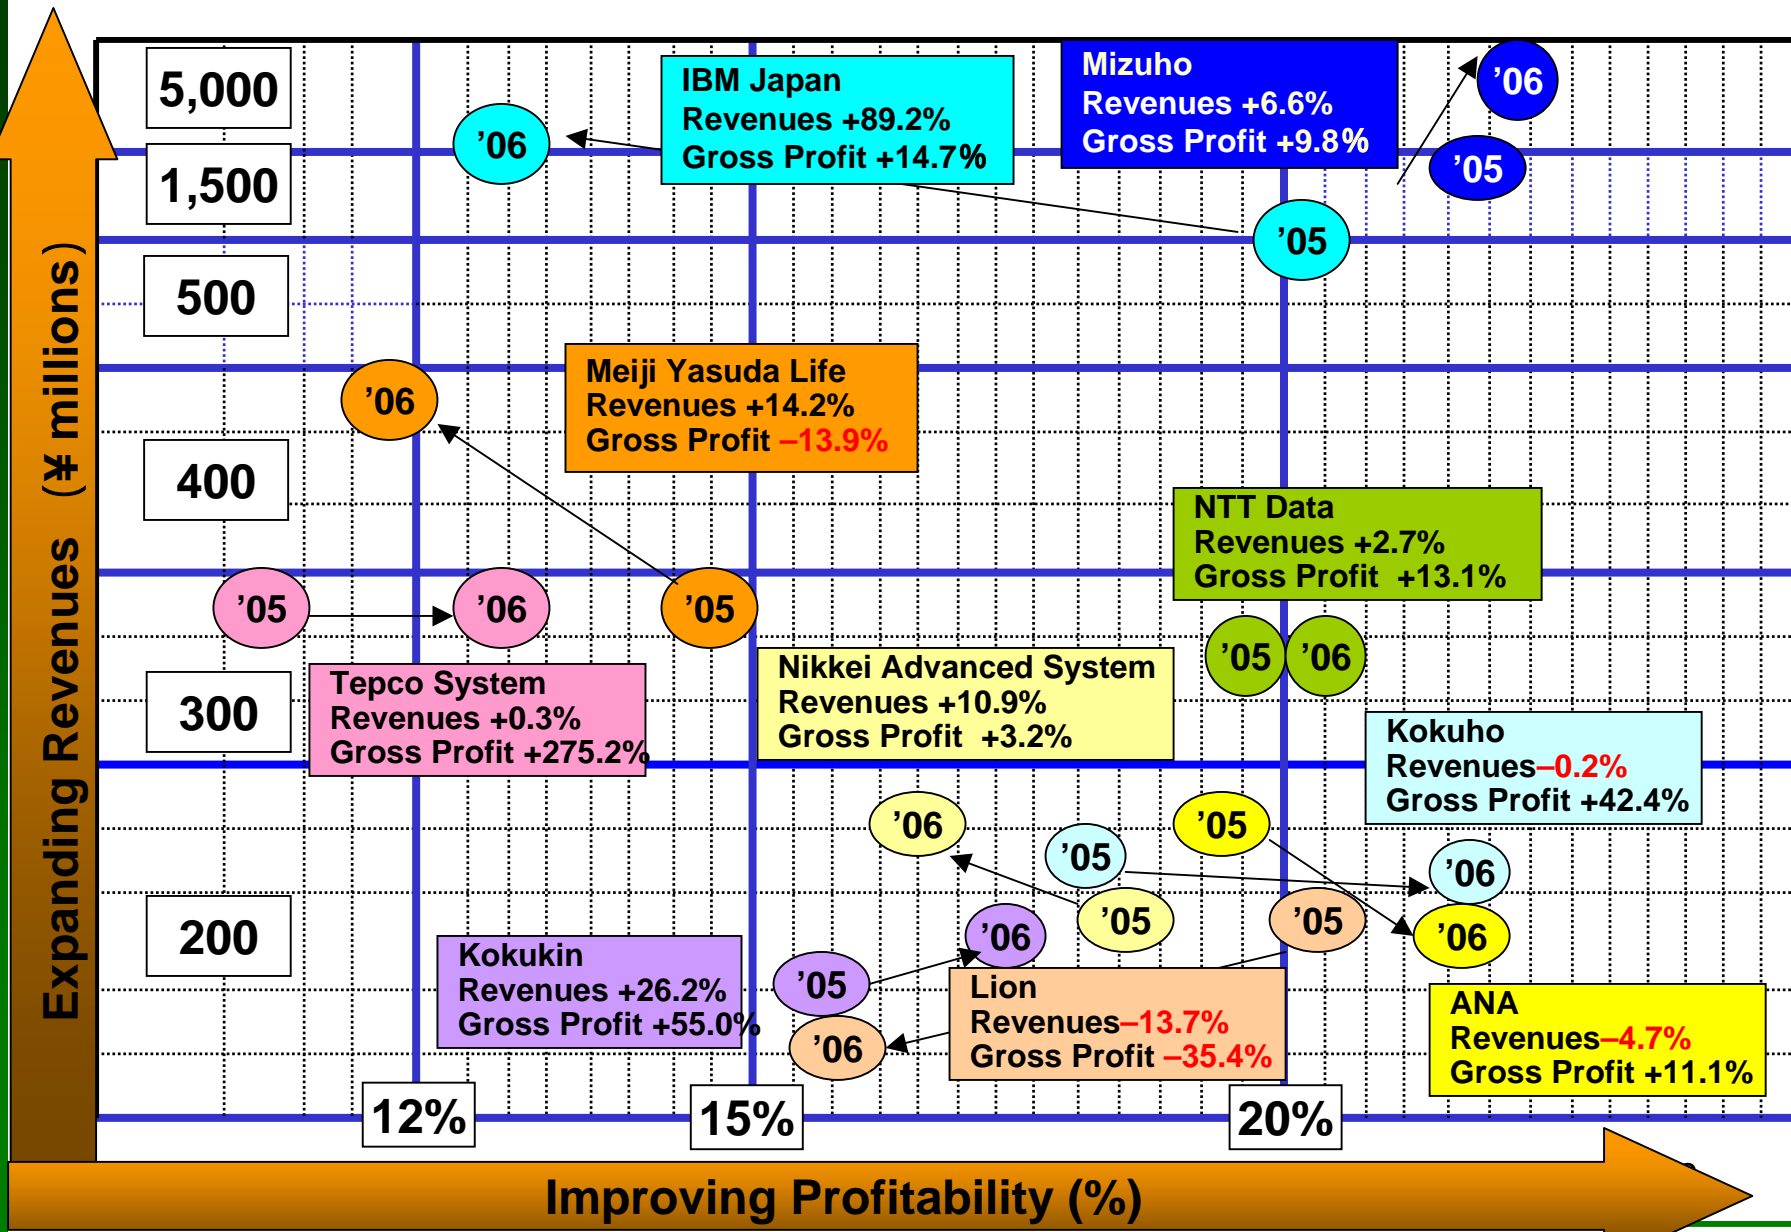 Expanding Revenues (¥ millions)
5,000
1,500
500
400
300
200
IBM Japan
Revenues +89.2%
Gross Profit +14.7%
Mizuho
Revenues +6.6%
Gross Profit +9.8%
’06
’05
’06
’05
Meiji Yasuda Life
Revenues +14.2%
Gross Profit –13.9%
’06
’05
NTT Data
Revenues +2.7%
Gross Profit +13.1%
’05
’06
’05
’06
Tepco System
Revenues +0.3%
Gross Profit +275.2%
Nikkei Advanced System
Revenues +10.9%
Gross Profit +3.2%
Kokuho
Revenues–0.2%
Gross Profit +42.4%
’06
’05
’05
’06
’05
’05
’06
’06
’05
’06
Kokukin
Revenues +26.2%
Gross Profit +55.0%
Lion
Revenues–13.7%
Gross Profit –35.4%
ANA
Revenues–4.7%
Gross Profit +11.1%
12%
15%
20%
Improving Profitability (%)